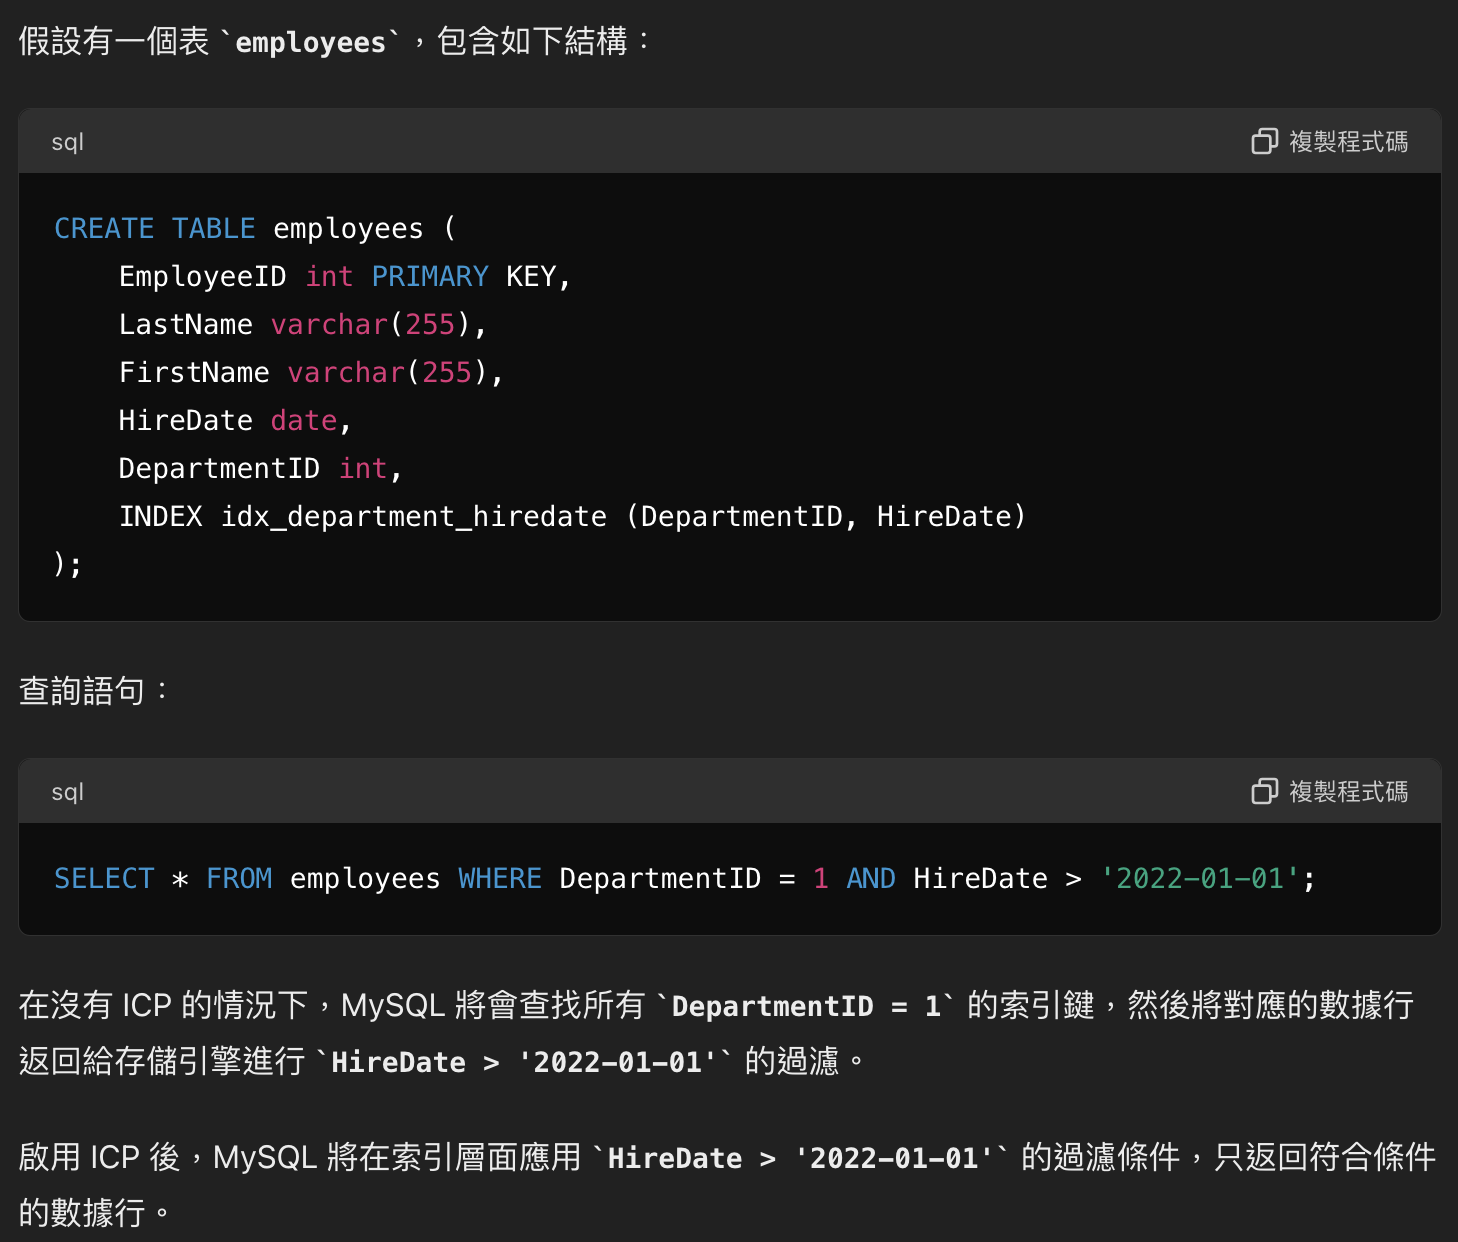 假設有一個表 `employees`，包含如下結構：
sql
複製程式碼
CREATE TABLE employees (
    EmployeeID int PRIMARY KEY,
    LastName varchar(255),
    FirstName varchar(255),
    HireDate date,
    DepartmentID int,
    INDEX idx_department_hiredate (DepartmentID, HireDate)
);
查詢語句：
sql
複製程式碼
SELECT * FROM employees WHERE DepartmentID = 1 AND HireDate > '2022-01-01';
在沒有 ICP 的情況下，MySQL 將會查找所有 `DepartmentID = 1` 的索引鍵，然後將對應的數據行
返回給存儲引擎進行 `HireDate > '2022-01-01'` 的過濾。
啟用 ICP 後，MySQL 將在索引層面應用 `HireDate > '2022-01-01'` 的過濾條件，只返回符合條件
的數據行。